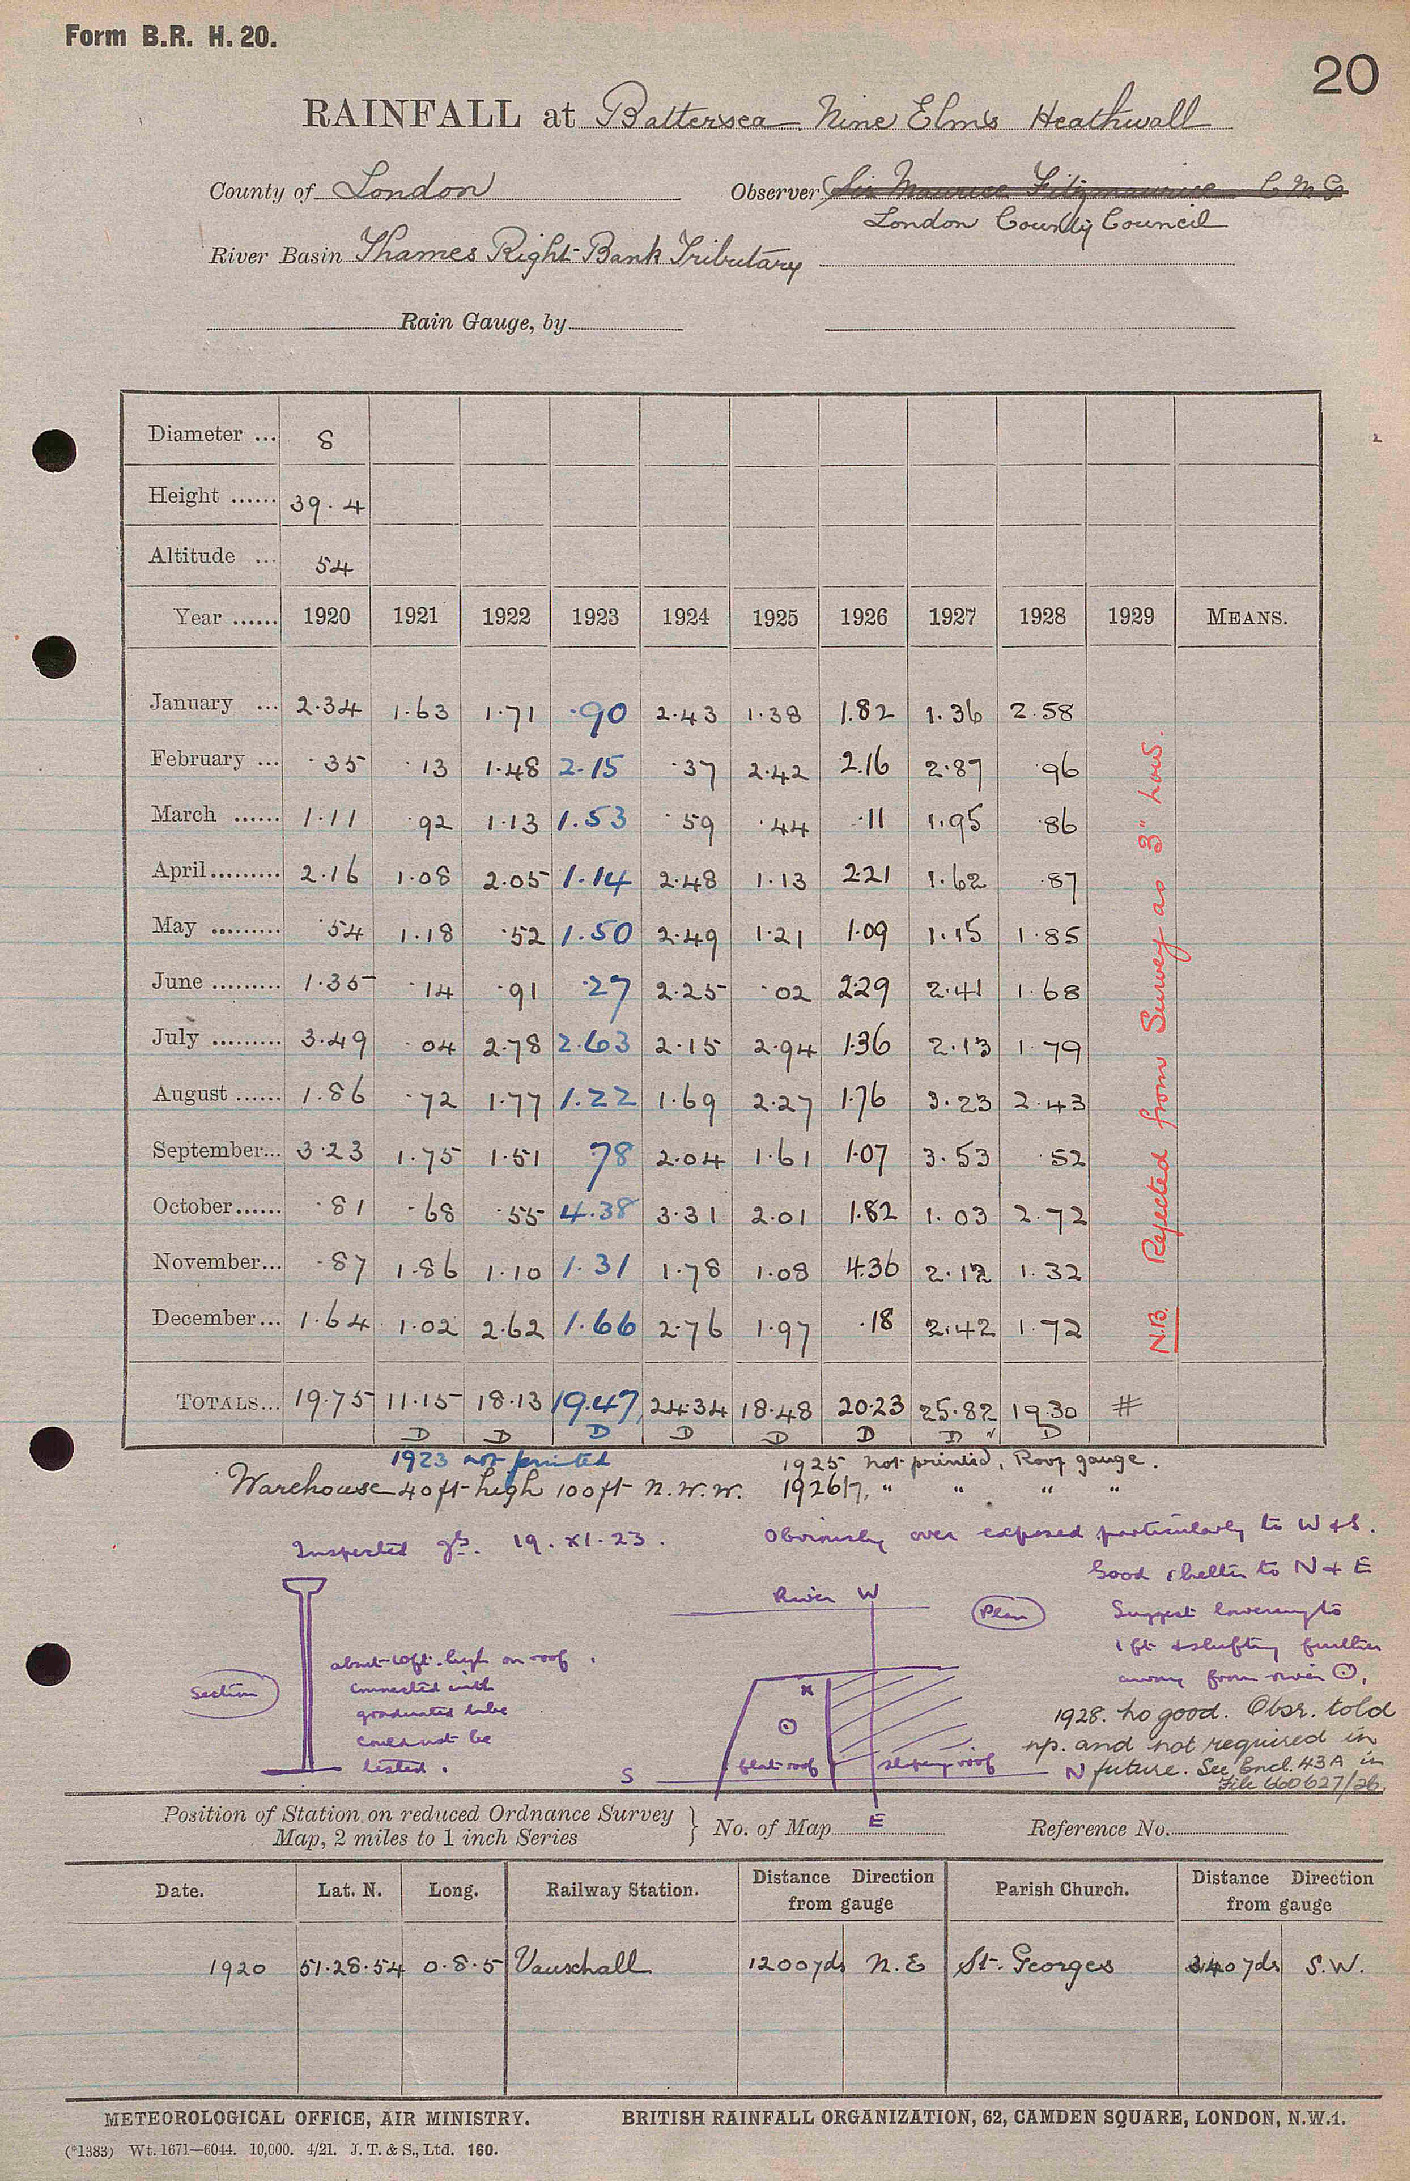 Form B.R. H. 20.
20
RAINFALL at Battersea - Nine Elms Heathwall
County of London Observer Sir Maurice Fitzmaurice C M G
London County Council
River Basin Thames Right Bank Tributary
Rain Gauge, by
Diameter ... 8
Height ...... 39.4
Altitude ... 54
Year ...... 1920 1921 1922 1923 1924 1925 1926 1927 1928 1929 MEANS.
January ... 2.34 1.63 1.71 .90 2.43 1.38 1.82 1.36 2.58
February ... .35 .13 1.48 2.15 .37 2.42 2.16 2.87 .96
March ...... 1.11 .92 1.13 1.53 .59 .44 .11 1.95 .86
April......... 2.16 1.08 2.05 1.14 2.48 1.13 2.21 1.62 .87
May ......... .54 1.18 .52 1.50 2.49 1.21 1.09 1.15 1.85
June ......... 1.35 .14 .91 .27 2.25 .02 2.29 2.41 1.68
July ......... 3.49 .04 2.78 2.63 2.15 2.94 1.36 2.13 1.79
August ...... 1.86 .72 1.77 1.22 1.69 2.27 1.76 3.23 2.43
September... 3.23 1.75 1.51 78 2.04 1.61 1.07 3.53 .52
October...... .81 .68 .55 4.38 3.31 2.01 1.82 1.03 2.72
November... .87 1.86 1.10 1.31 1.78 1.08 4.36 2.12 1.32
December... 1.64 1.02 2.62 1.66 2.76 1.97 .18 2.42 1.72
TOTALS... 19.75 11.15 18.13 19.47 24.34 18.48 20.23 25.82 19.30 #
D D D D D D D D
N.B. Rejected from Survey as 3" low.
1923 not printed 1925 not printed, Roof gauge.
Warehouse 40ft high 100ft N.W.W. 1926/7, " " " "
Inspected 19.XI.23. Obviously over exposed particularly to W & S.
Good shelter to N + E
River W
Plan
Suggest lowering to
1 ft & shifting further
away from river ⊙.
about 10ft. high on roof.
connected with
graduated tube
could not be
tested.
Section
x
flat roof sloping roof
S N
E
1928. No good. Obsr. told
np. and not required in
future. See Encl. 43A in
File 660627/26.
Position of Station on reduced Ordnance Survey
Map, 2 miles to 1 inch Series } No. of Map Reference No.
Date. Lat. N. Long. Railway Station. Distance Direction from gauge Parish Church. Distance Direction from gauge
1920 51.28.54 0.8.5 Vauxchall 1200yds N.E St. Georges 340yds S.W.
METEOROLOGICAL OFFICE, AIR MINISTRY. BRITISH RAINFALL ORGANIZATION, 62, CAMDEN SQUARE, LONDON, N.W.1.
(*1383) Wt. 1671—6044. 10,000. 4/21. J. T. & S., Ltd. 160.